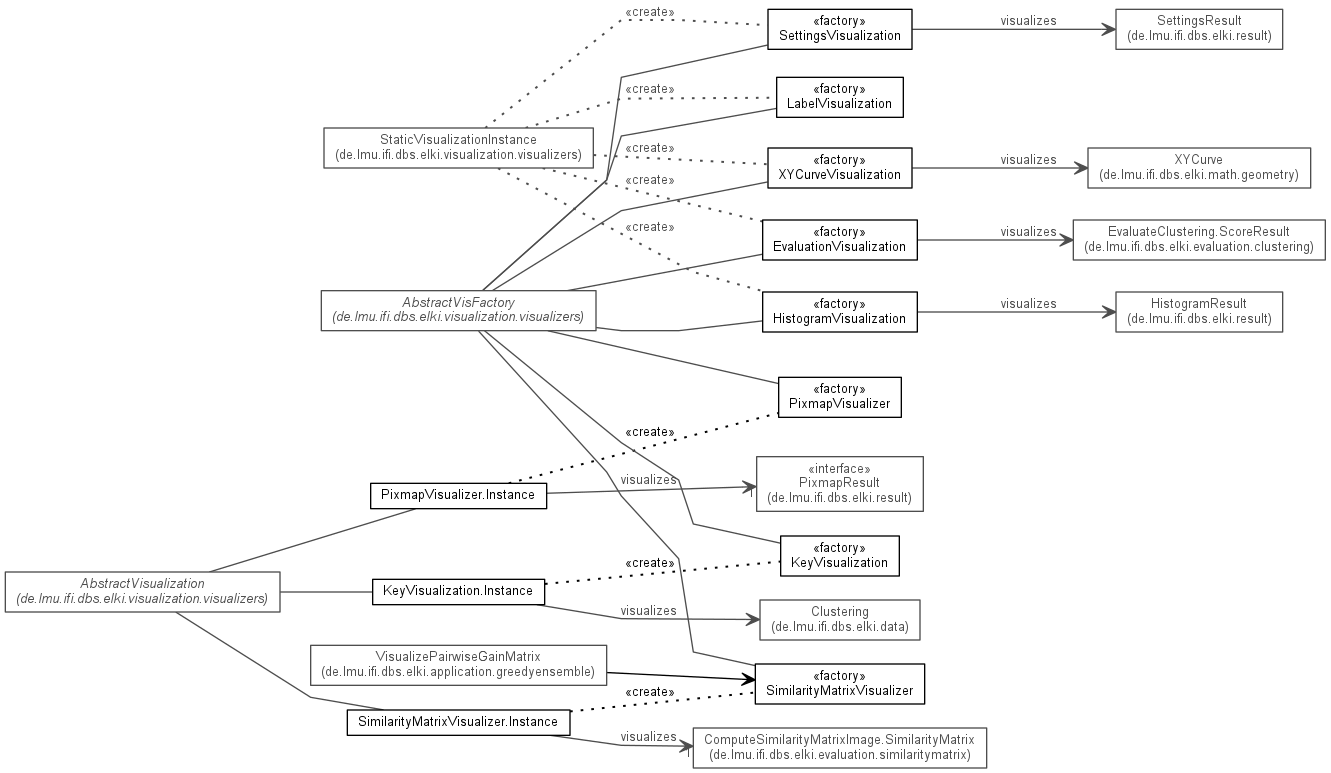 «create»
«factory»
SettingsVisualization
visualizes
SettingsResult
(de.lmu.ifi.dbs.elki.result)
«create»
«factory»
LabelVisualization
StaticVisualizationInstance
(de.lmu.ifi.dbs.elki.visualization.visualizers)
«create»
«factory»
XYCurveVisualization
visualizes
XYCurve
(de.lmu.ifi.dbs.elki.math.geometry)
«create»
«factory»
EvaluationVisualization
visualizes
EvaluateClustering.ScoreResult
(de.lmu.ifi.dbs.elki.evaluation.clustering)
«create»
AbstractVisFactory
(de.lmu.ifi.dbs.elki.visualization.visualizers)
«factory»
HistogramVisualization
visualizes
HistogramResult
(de.lmu.ifi.dbs.elki.result)
«factory»
PixmapVisualizer
«create»
PixmapVisualizer.Instance
visualizes
«interface»
PixmapResult
(de.lmu.ifi.dbs.elki.result)
«factory»
KeyVisualization
«create»
AbstractVisualization
(de.lmu.ifi.dbs.elki.visualization.visualizers)
KeyVisualization.Instance
visualizes
Clustering
(de.lmu.ifi.dbs.elki.data)
VisualizePairwiseGainMatrix
(de.lmu.ifi.dbs.elki.application.greedyensemble)
«factory»
SimilarityMatrixVisualizer
«create»
SimilarityMatrixVisualizer.Instance
visualizes
ComputeSimilarityMatrixImage.SimilarityMatrix
(de.lmu.ifi.dbs.elki.evaluation.similaritymatrix)